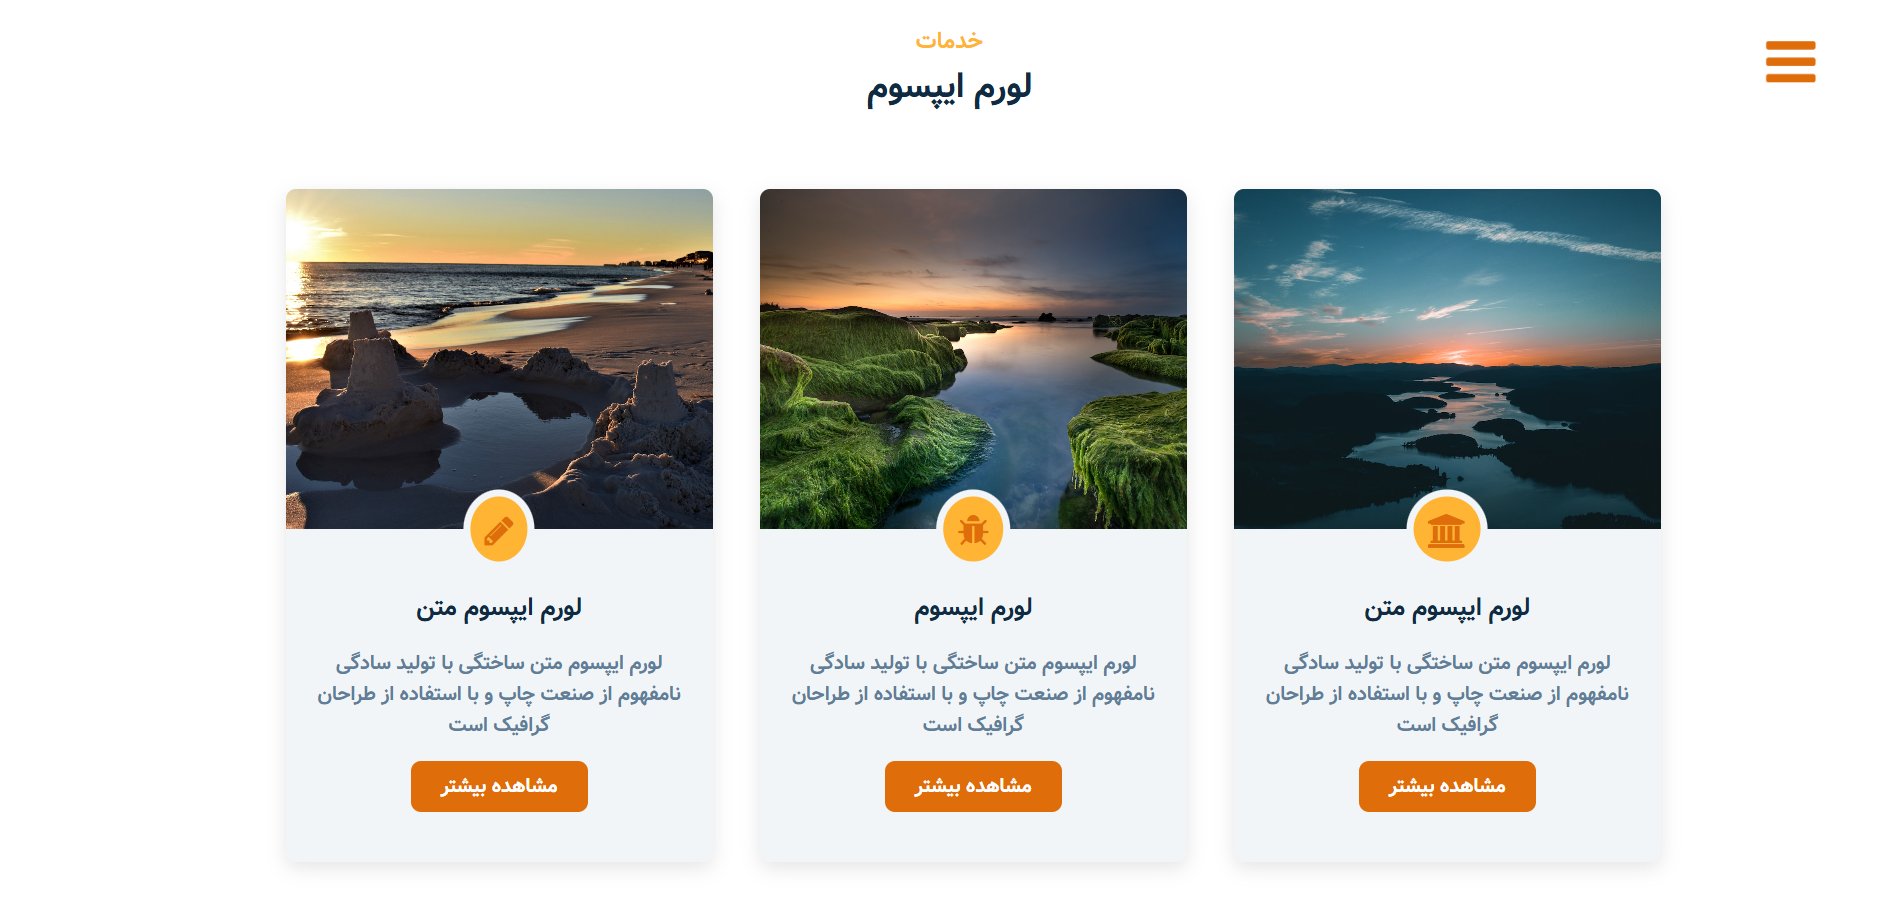 خدمات
لورم ایپسوم
لورم ایپسوم متن
لورم ایپسوم متن ساختگی با تولید سادگی
نامفهوم از صنعت چاپ و با استفاده از طراحان
گرافیک است
مشاهده بیشتر
لورم ایپسوم
لورم ایپسوم متن ساختگی با تولید سادگی
نامفهوم از صنعت چاپ و با استفاده از طراحان
گرافیک است
مشاهده بیشتر
لورم ایپسوم متن
لورم ایپسوم متن ساختگی با تولید سادگی
نامفهوم از صنعت چاپ و با استفاده از طراحان
گرافیک است
مشاهده بیشتر